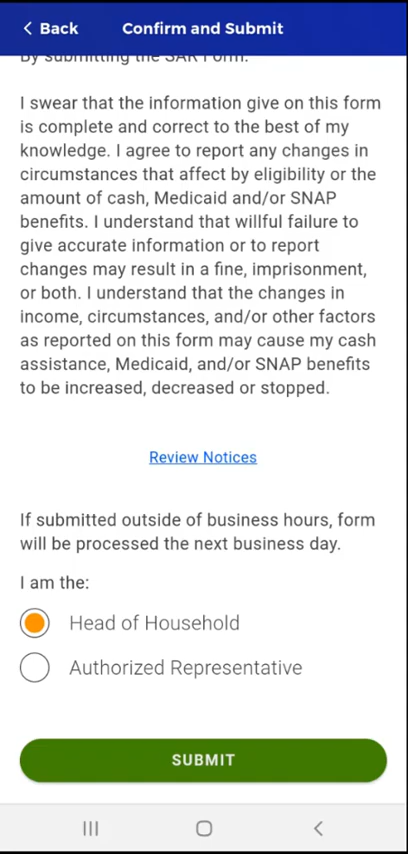 Back
Confirm and Submit
By submitting the SAR Form:
I swear that the information give on this form
is complete and correct to the best of my
knowledge. I agree to report any changes in
circumstances that affect by eligibility or the
amount of cash, Medicaid and/or SNAP
benefits. I understand that willful failure to
give accurate information or to report
changes may result in a fine, imprisonment,
or both. I understand that the changes in
income, circumstances, and/or other factors
as reported on this form may cause my cash
assistance, Medicaid, and/or SNAP benefits
to be increased, decreased or stopped.
Review Notices
If submitted outside of business hours, form
will be processed the next business day.
I am the:
Head of Household
Authorized Representative
SUBMIT